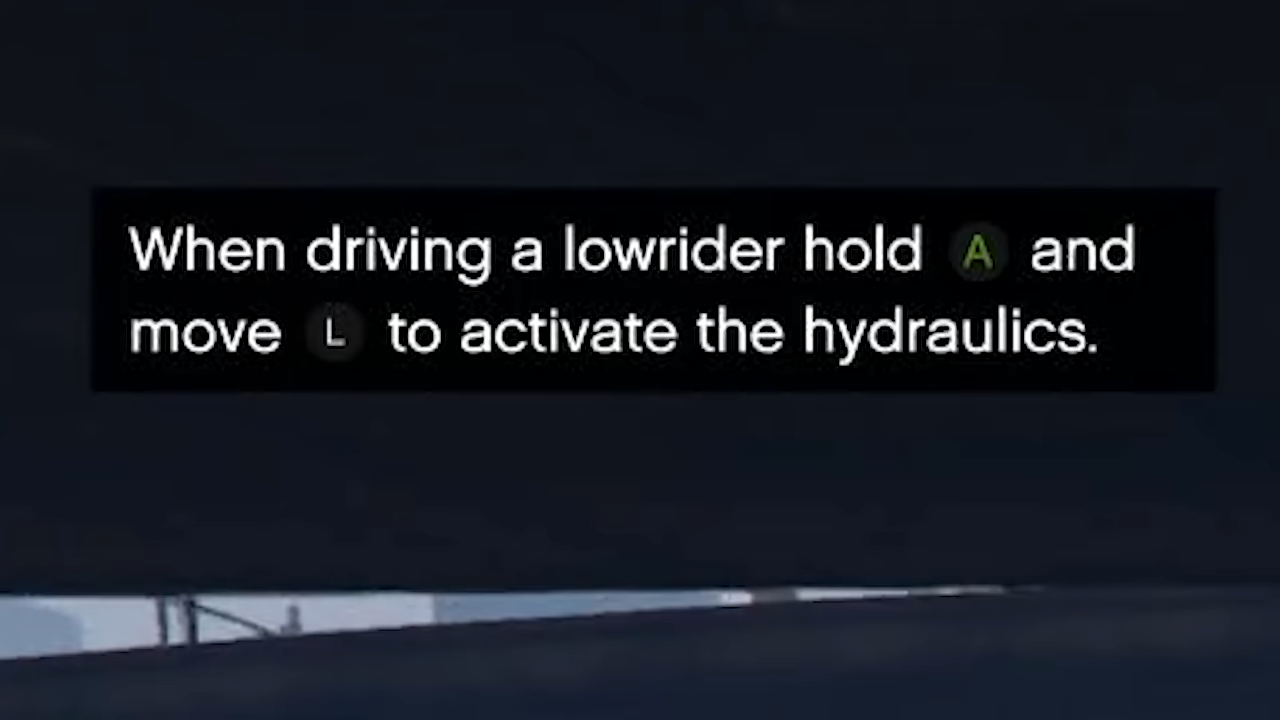 When driving a lowrider hold A and
move L to activate the hydraulics.